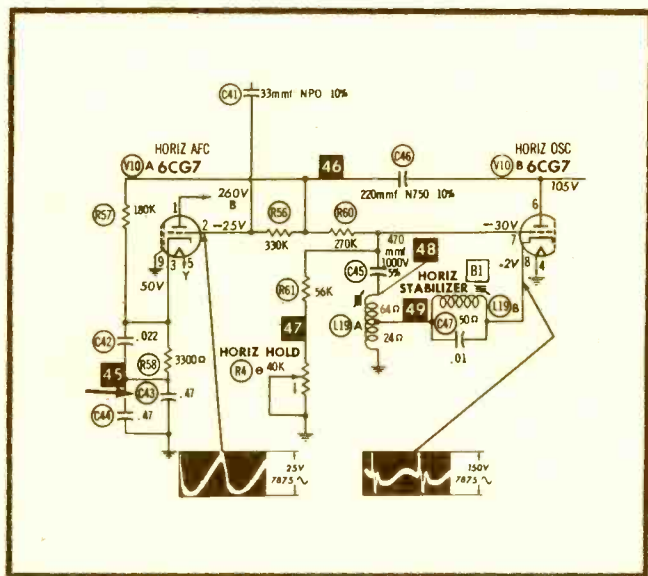 C41 33mmf NPO 10%
HORIZ AFC
V10 A 6CG7
46
C46
HORIZ OSC
V10 B 6CG7
220mmf N750 10%
105V
R57
180K
1
260V
B
2
-25V
R56
330K
R60
270K
6
-30V
7
9
3
5
Y
50V
470
mmf
1000V
5%
C45
48
HORIZ
STABILIZER
B1
.2V
8
4
R61
56K
L19 A
64Ω
24Ω
49
C47
50Ω
L19 B
.01
C42
.022
R58
3300Ω
47
HORIZ HOLD
R4 40K
45
C43
.47
C44
.47
25V
7875 ~
150V
7875 ~